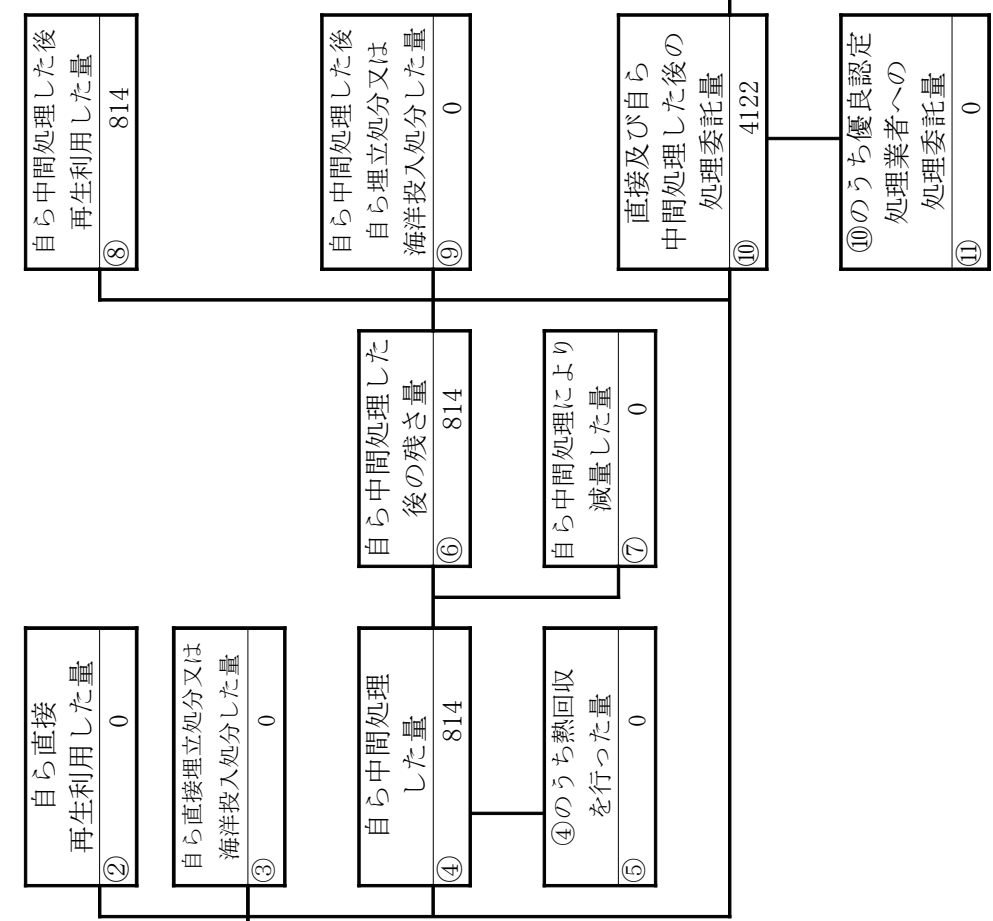 自ら直接
再生利用した量
② 0
自ら直接埋立処分又は
海洋投入処分した量
③ 0
自ら中間処理
した量
④ 814
④のうち熱回収
を行った量
⑤ 0
自ら中間処理した
後の残さ量
⑥ 814
自ら中間処理により
減量した量
⑦ 0
自ら中間処理した後
再生利用した量
⑧ 814
自ら中間処理した後
自ら埋立処分又は
海洋投入処分した量
⑨ 0
直接及び自ら
中間処理した後の
処理委託量
⑩ 4122
⑩のうち優良認定
処理業者への
処理委託量
⑪ 0